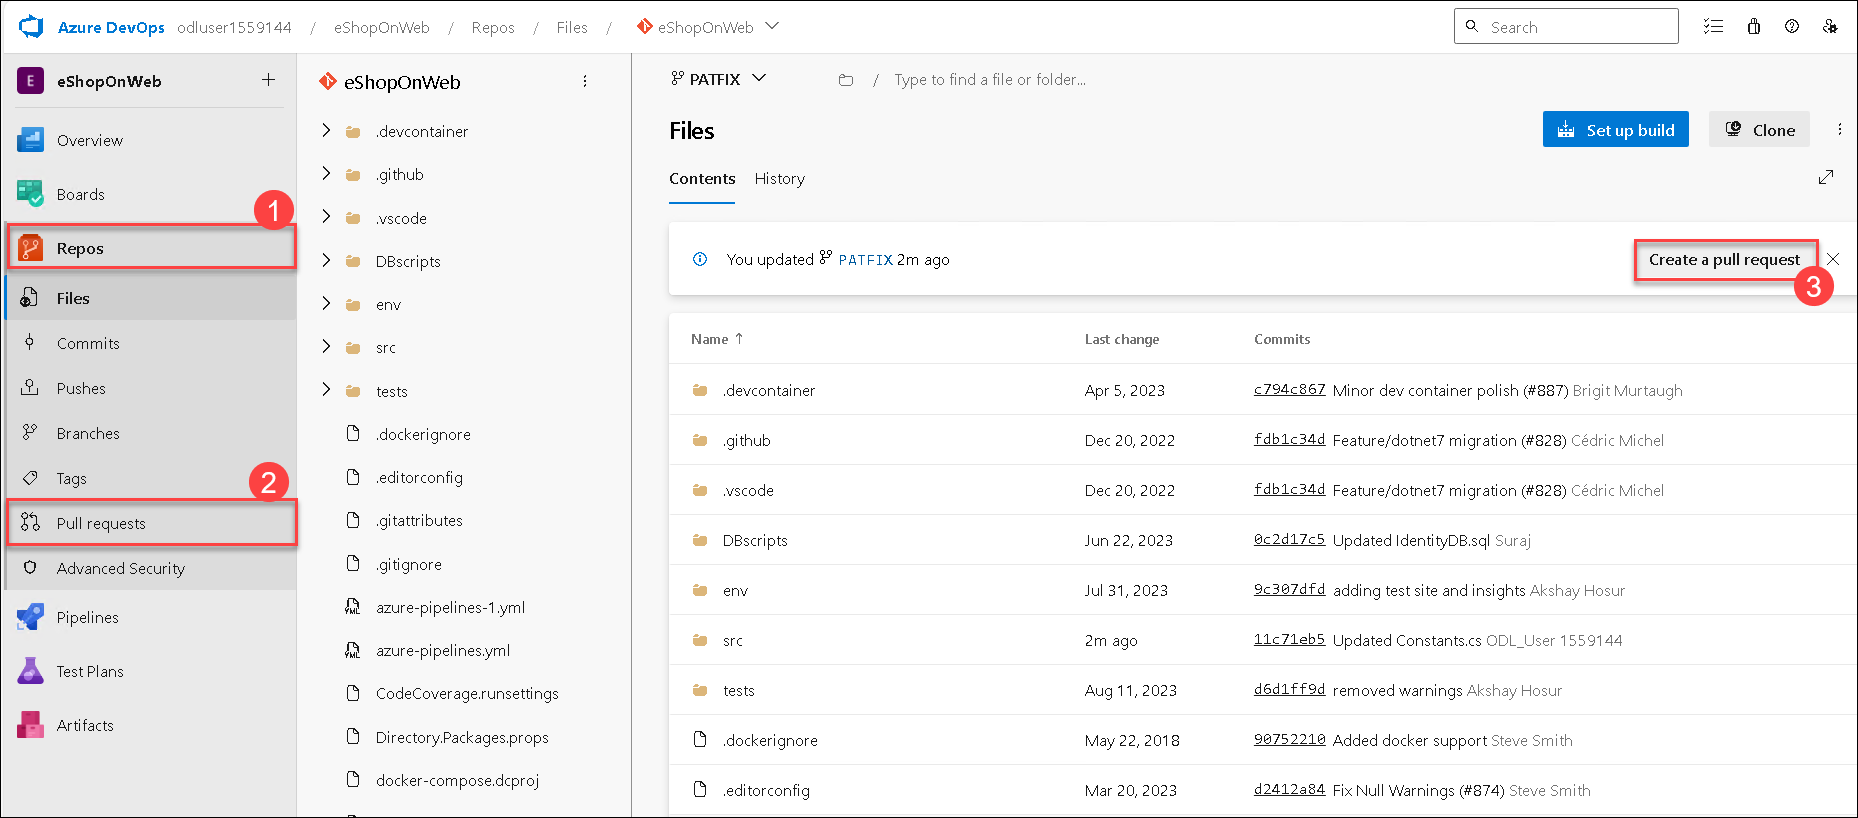 Azure DevOps odluser1559144 / eShopOnWeb / Repos / Files / eShopOnWeb
Search
E eShopOnWeb
Overview
Boards
1
Repos
Files
Commits
Pushes
Branches
Tags
2
Pull requests
Advanced Security
Pipelines
Test Plans
Artifacts
eShopOnWeb
.devcontainer
.github
.vscode
DBscripts
env
src
tests
.dockerignore
.editorconfig
.gitattributes
.gitignore
YML azure-pipelines-1.yml
YML azure-pipelines.yml
CodeCoverage.runsettings
Directory.Packages.props
docker-compose.dcproj
PATFIX / Type to find a file or folder...
Files
Set up build
Clone
Contents History
You updated PATFIX 2m ago
Create a pull request
3
Name ↑ Last change Commits
.devcontainer Apr 5, 2023 c794c867 Minor dev container polish (#887) Brigit Murtaugh
.github Dec 20, 2022 fdb1c34d Feature/dotnet7 migration (#828) Cédric Michel
.vscode Dec 20, 2022 fdb1c34d Feature/dotnet7 migration (#828) Cédric Michel
DBscripts Jun 22, 2023 0c2d17c5 Updated IdentityDB.sql Suraj
env Jul 31, 2023 9c307dfd adding test site and insights Akshay Hosur
src 2m ago 11c71eb5 Updated Constants.cs ODL_User 1559144
tests Aug 11, 2023 d6d1ff9d removed warnings Akshay Hosur
.dockerignore May 22, 2018 90752210 Added docker support Steve Smith
.editorconfig Mar 20, 2023 d2412a84 Fix Null Warnings (#874) Steve Smith